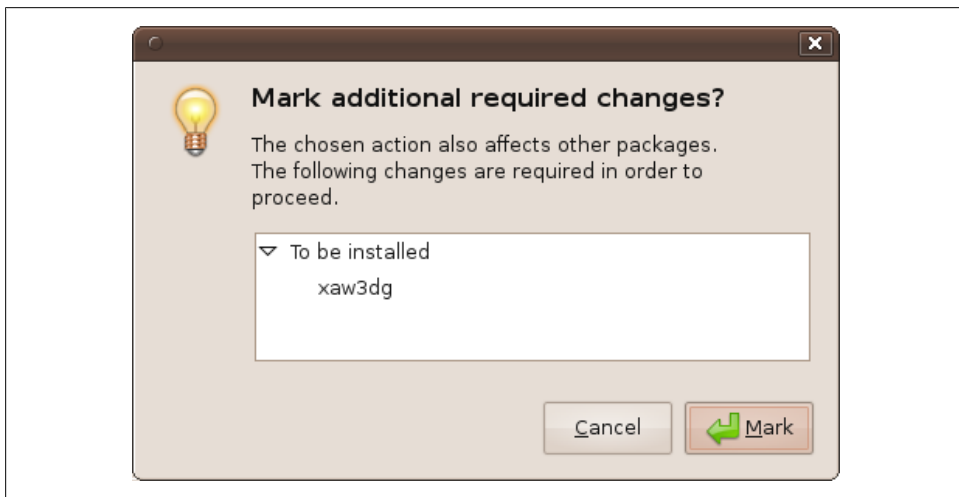 Mark additional required changes?
The chosen action also affects other packages.
The following changes are required in order to
proceed.
To be installed
xaw3dg
Cancel
Mark